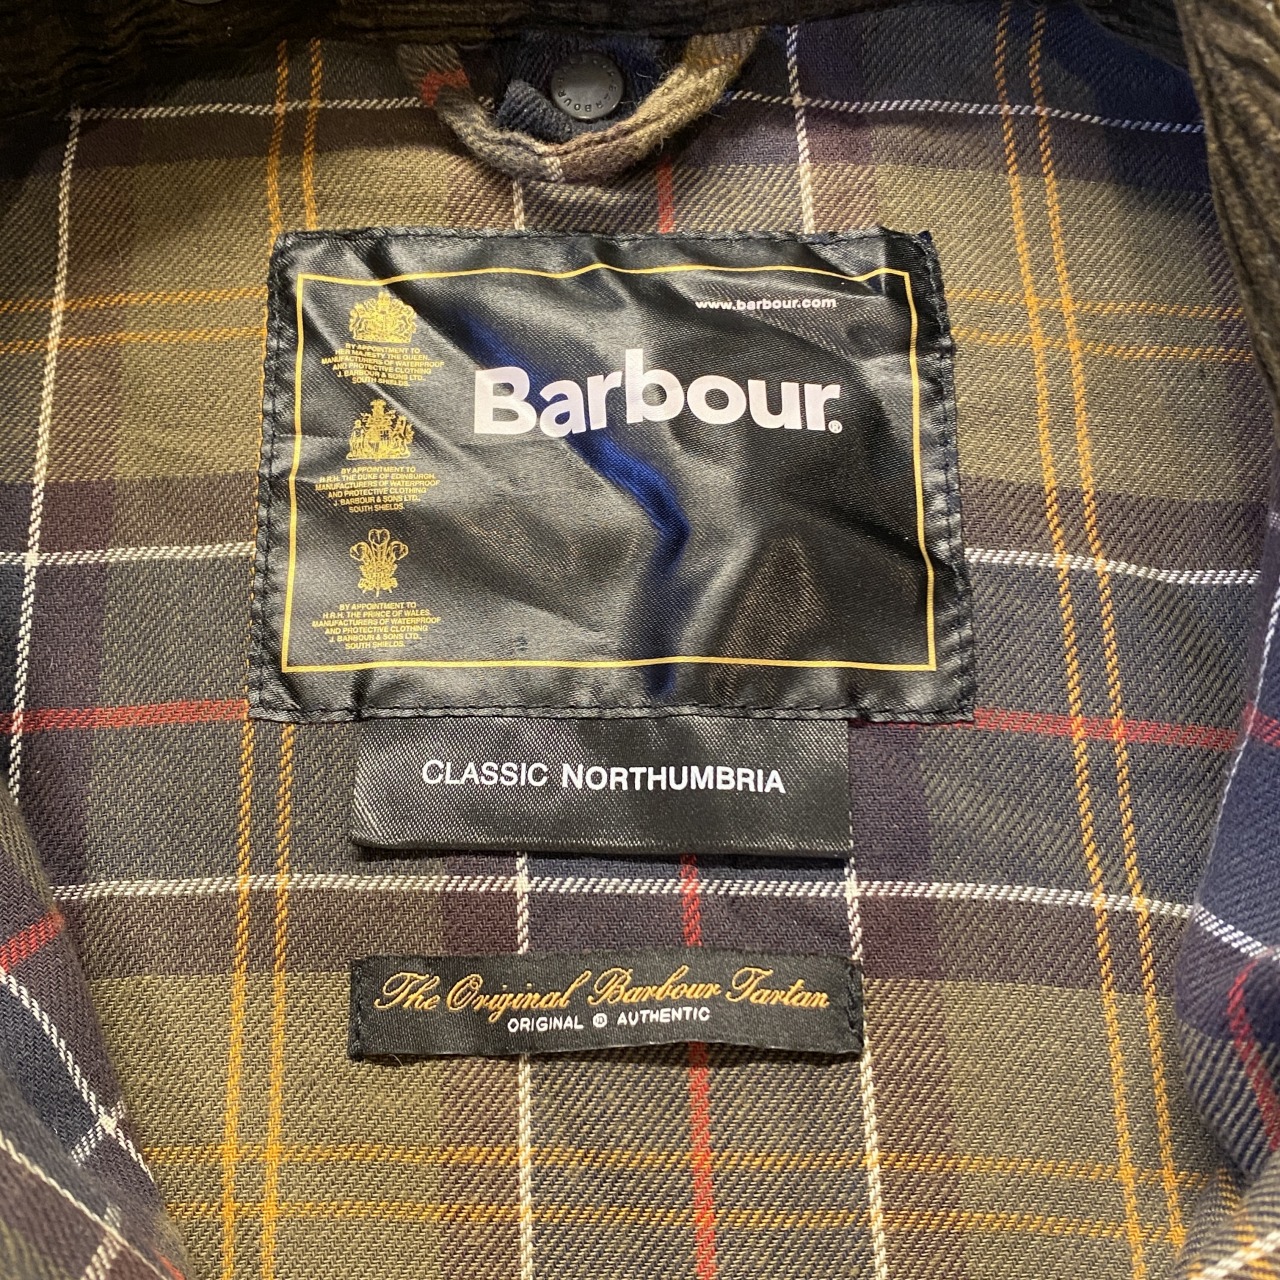 BARBOUR
www.barbour.com
Barbour®
BY APPOINTMENT TO
HER MAJESTY THE QUEEN,
MANUFACTURERS OF WATERPROOF
AND PROTECTIVE CLOTHING
J. BARBOUR & SONS LTD.,
SOUTH SHIELDS.
BY APPOINTMENT TO
H.R.H. THE DUKE OF EDINBURGH,
MANUFACTURERS OF WATERPROOF
AND PROTECTIVE CLOTHING
J. BARBOUR & SONS LTD.,
SOUTH SHIELDS.
BY APPOINTMENT TO
H.R.H. THE PRINCE OF WALES,
MANUFACTURERS OF WATERPROOF
AND PROTECTIVE CLOTHING
J. BARBOUR & SONS LTD.,
SOUTH SHIELDS.
CLASSIC NORTHUMBRIA
The Original Barbour Tartan
ORIGINAL ® AUTHENTIC